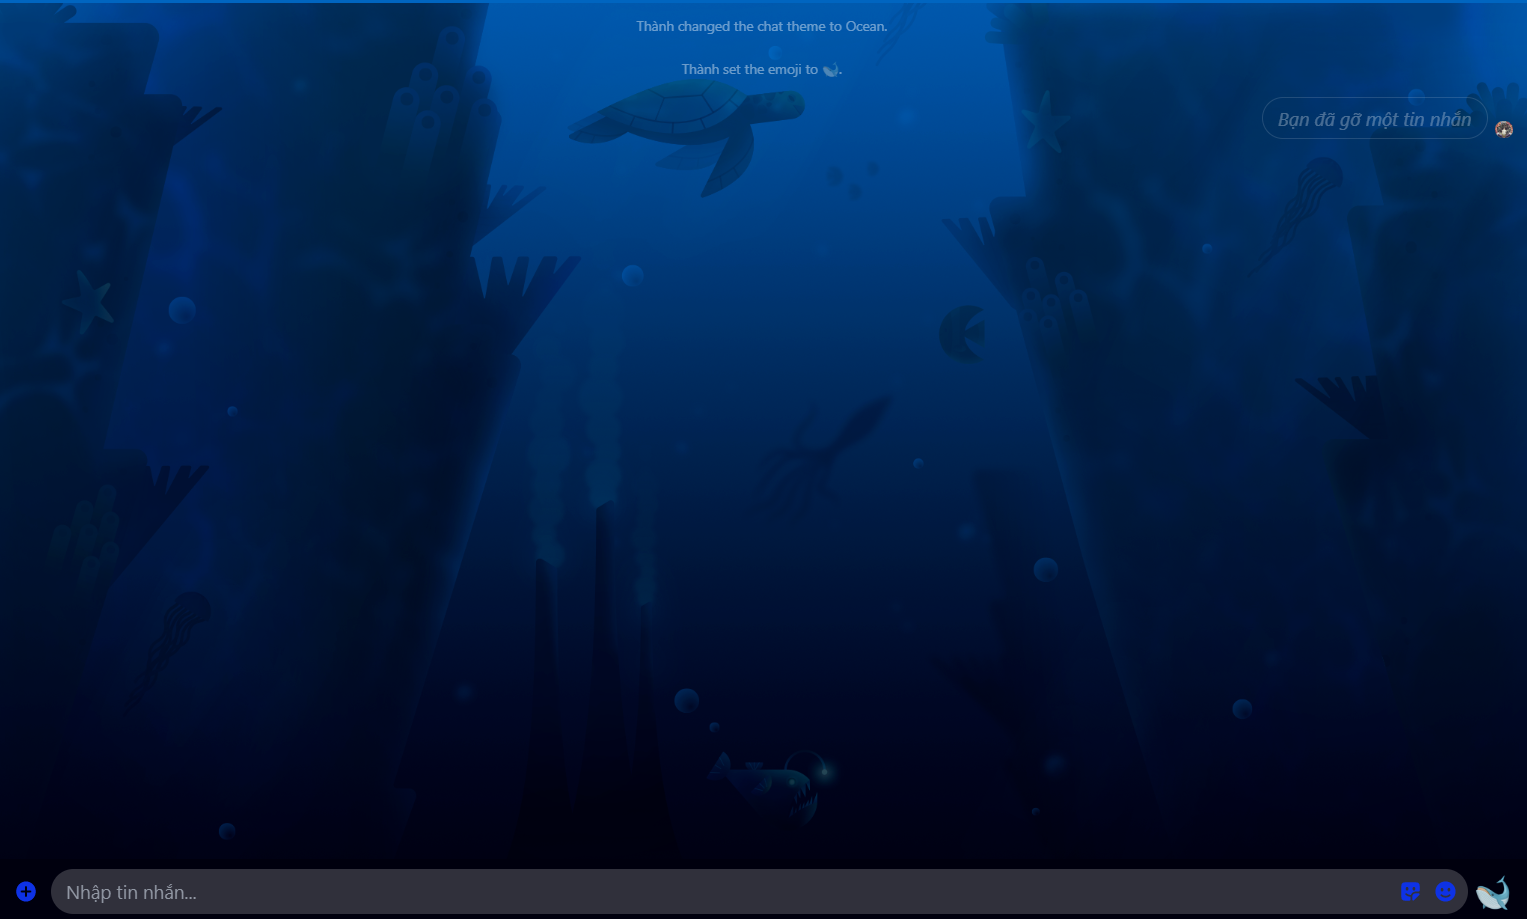 Thành changed the chat theme to Ocean.
Thành set the emoji to 🐋.
Bạn đã gỡ một tin nhắn
Nhập tin nhắn...